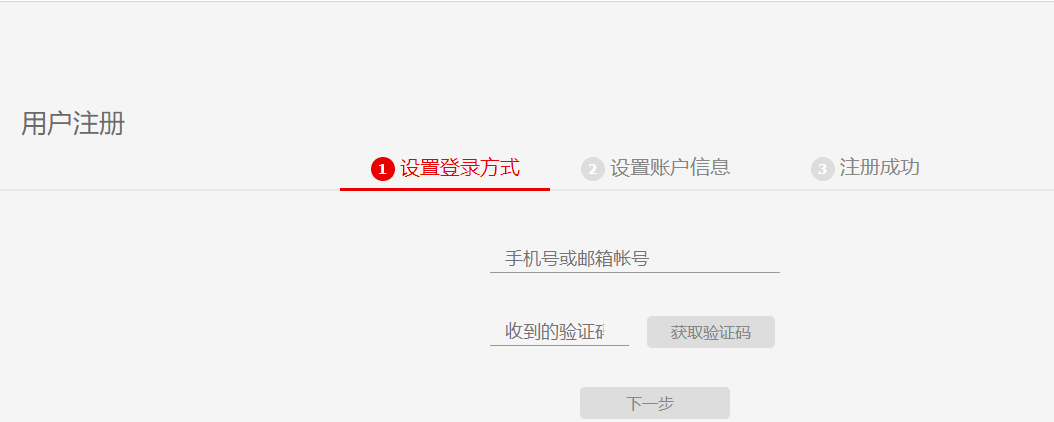 用户注册
1 设置登录方式 2 设置账户信息 3 注册成功
手机号或邮箱帐号
收到的验证码 获取验证码
下一步